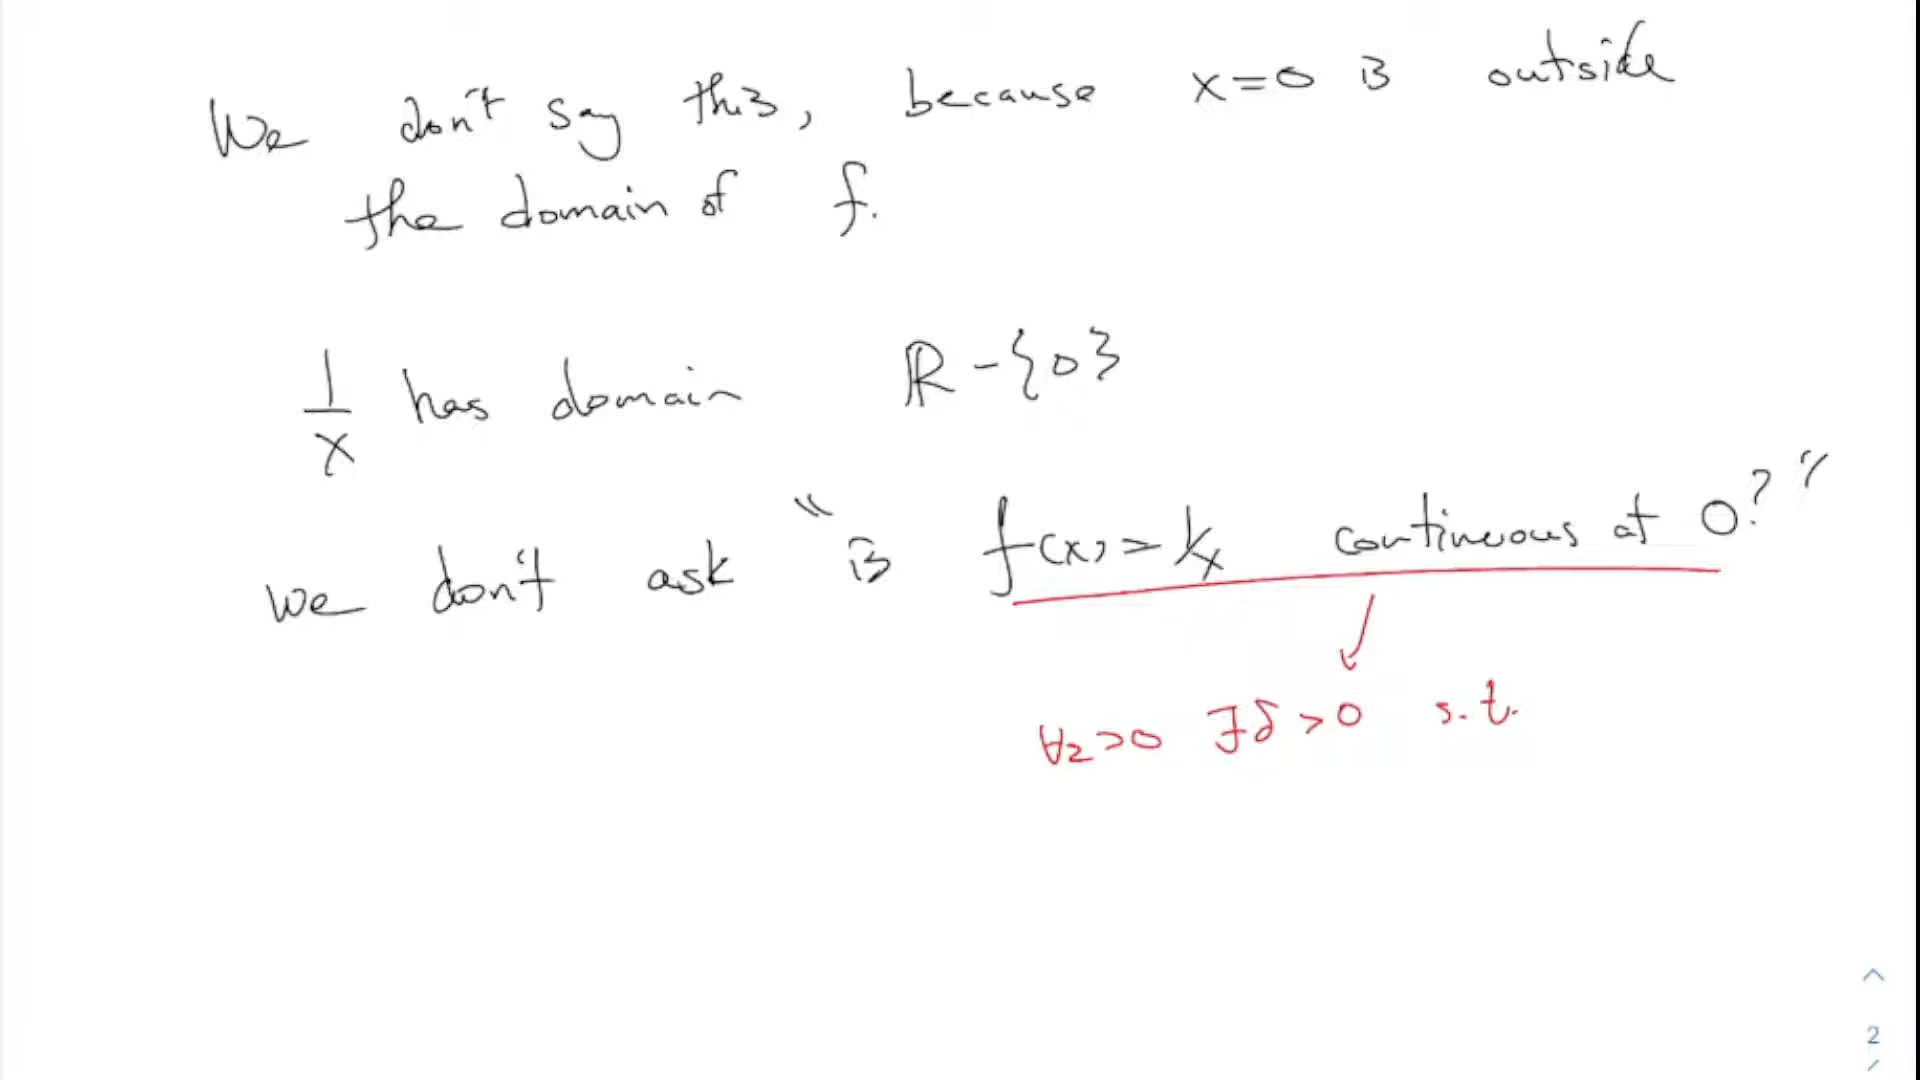 We don't say this, because x=0 is outside
the domain of f.
1/x has domain ℝ-{0}
we don't ask "is f(x)=1/x continuous at 0?"
∀ε>0 ∃δ>0 s.t.
2